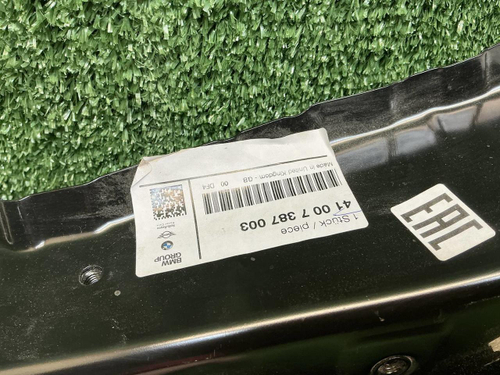 Made in United Kingdom - GB
41 00 7 387 003
1 Stück / piece
BMW
GROUP
EAC